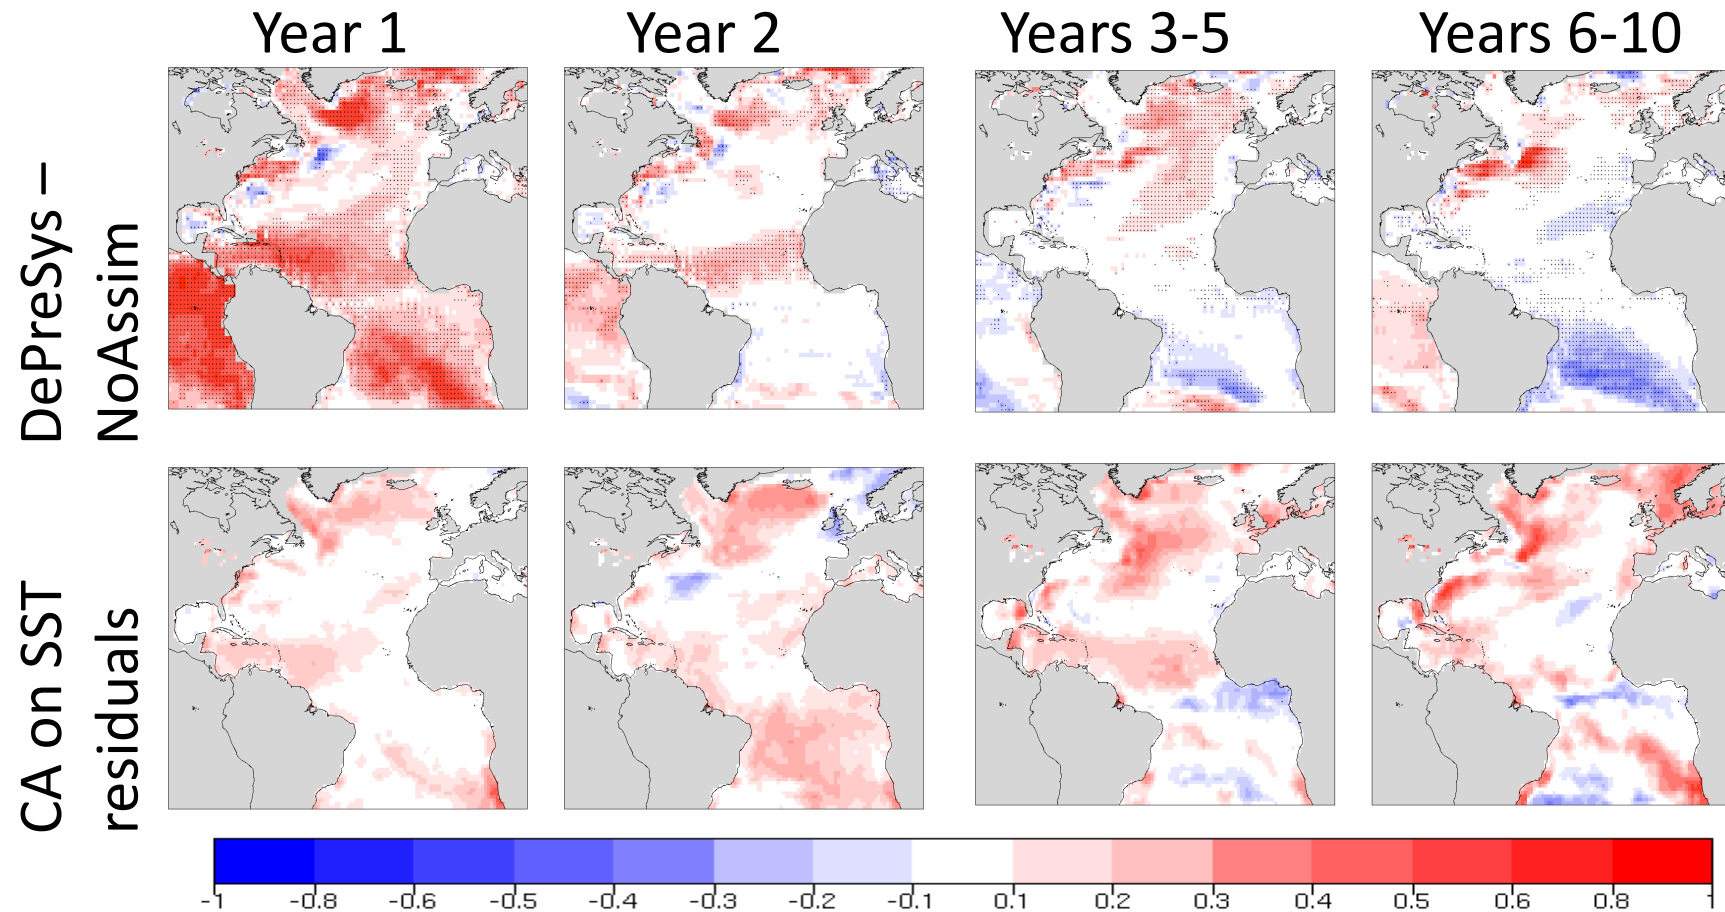 Year 1 Year 2 Years 3-5 Years 6-10
DePreSys –
NoAssim
CA on SST
residuals
-1 -0.8 -0.6 -0.5 -0.4 -0.3 -0.2 -0.1 0.1 0.2 0.3 0.4 0.5 0.6 0.8 1